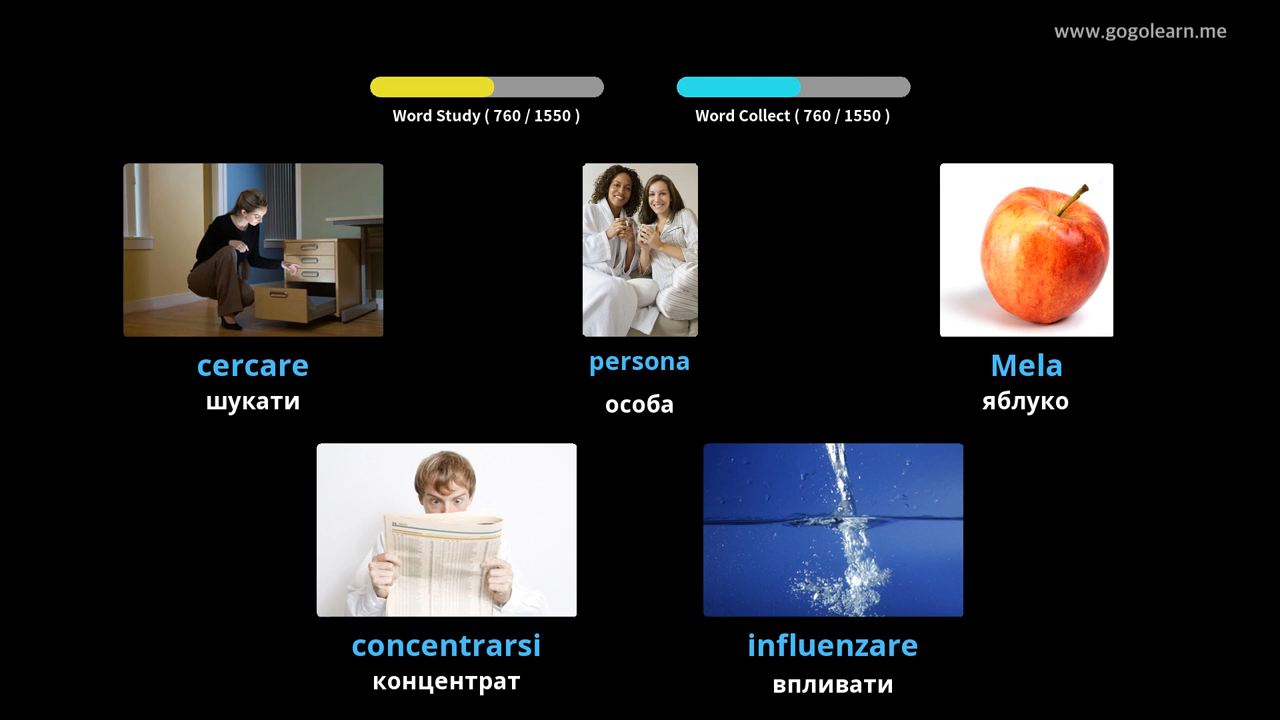 www.gogolearn.me
Word Study ( 760 / 1550 )
Word Collect ( 760 / 1550 )
cercare
шукати
persona
особа
Mela
яблуко
concentrarsi
концентрат
influenzare
впливати